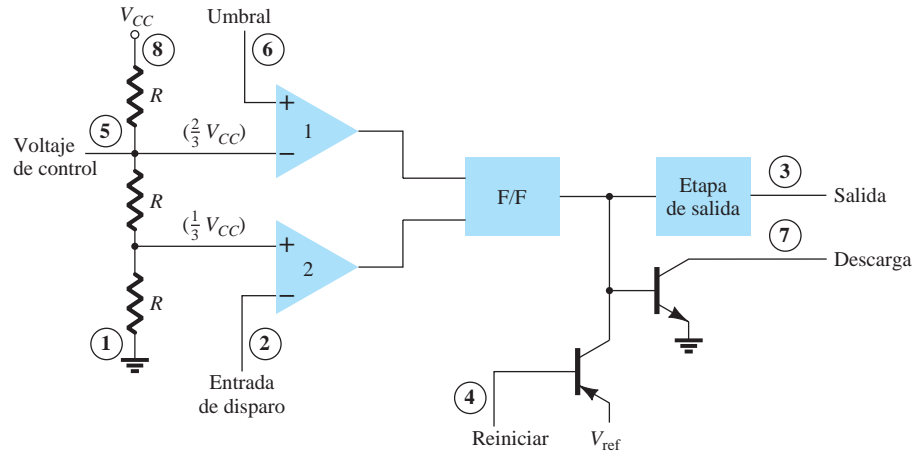 V_CC
8
Umbral
6
R
+
1
5
(2/3 V_CC)
−
Voltaje
de control
R
F/F
Etapa
de salida
3
Salida
(1/3 V_CC)
+
2
−
7
Descarga
R
1
2
Entrada
de disparo
4
Reiniciar
V_ref